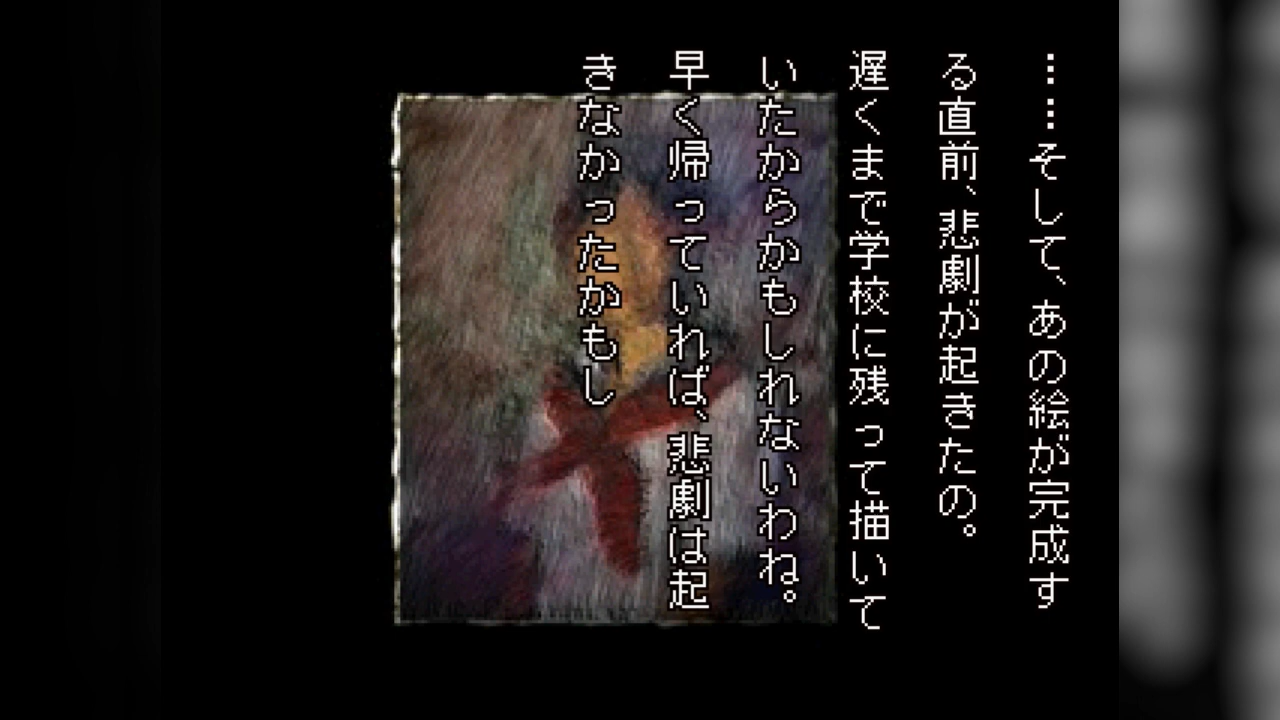 ……そして、あの絵が完成す
る直前、悲劇が起きたの。
遅くまで学校に残って描いて
いたからかもしれないわね。
早く帰っていれば、悲劇は起
きなかったかもし